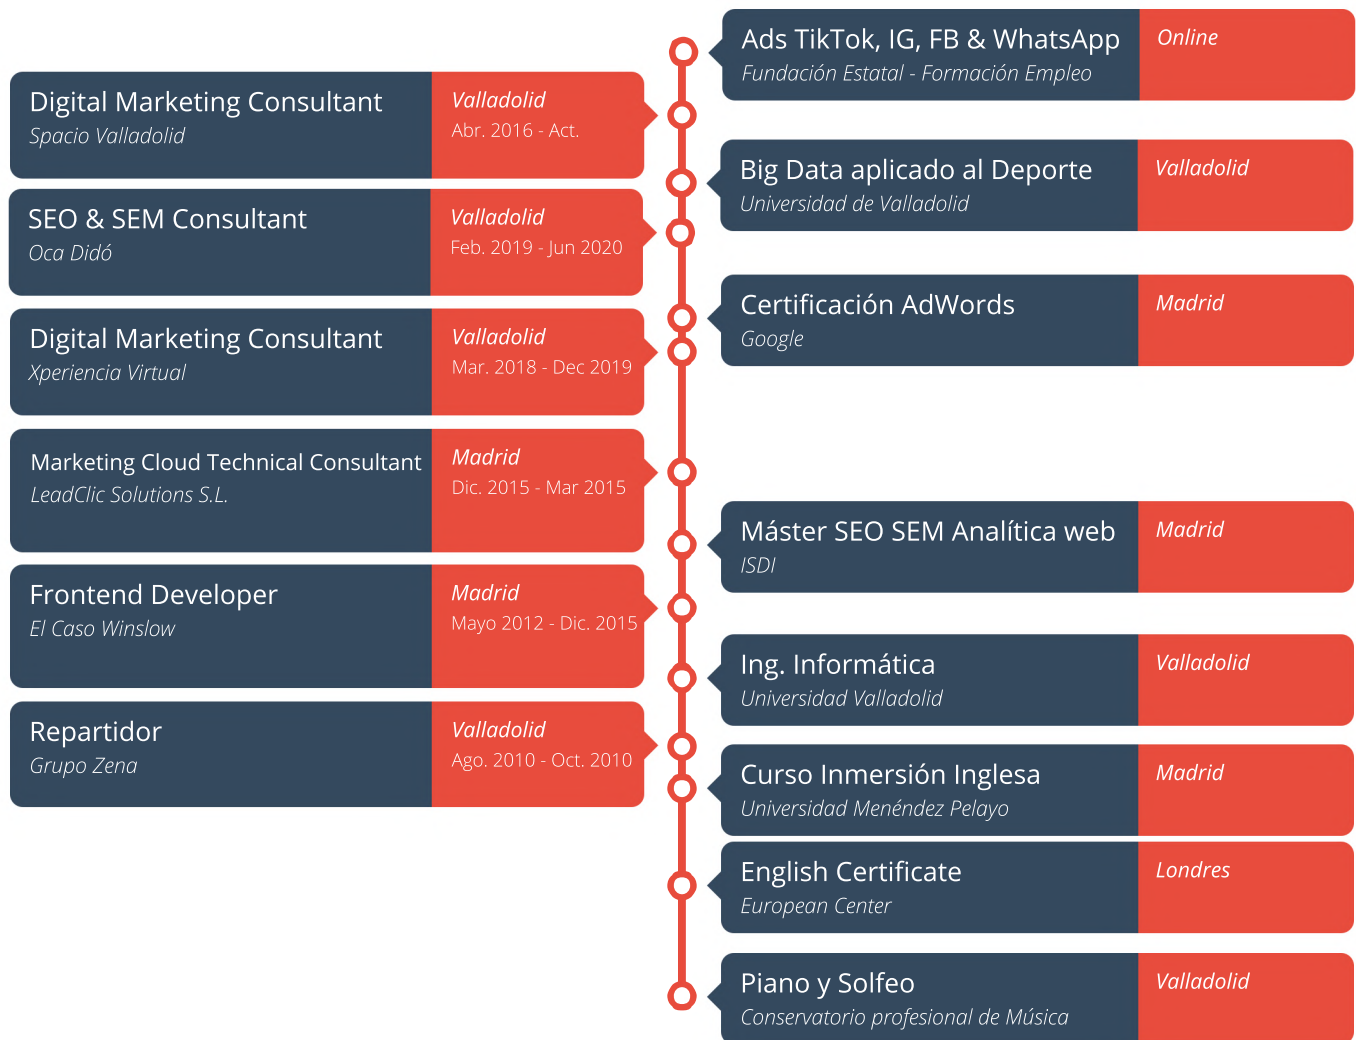 Ads TikTok, IG, FB & WhatsApp
Fundación Estatal - Formación Empleo
Online
Digital Marketing Consultant
Spacio Valladolid
Valladolid
Abr. 2016 - Act.
Big Data aplicado al Deporte
Universidad de Valladolid
Valladolid
SEO & SEM Consultant
Oca Didó
Valladolid
Feb. 2019 - Jun 2020
Certificación AdWords
Google
Madrid
Digital Marketing Consultant
Xperiencia Virtual
Valladolid
Mar. 2018 - Dec 2019
Marketing Cloud Technical Consultant
LeadClic Solutions S.L.
Madrid
Dic. 2015 - Mar 2015
Máster SEO SEM Analítica web
ISDI
Madrid
Frontend Developer
El Caso Winslow
Madrid
Mayo 2012 - Dic. 2015
Ing. Informática
Universidad Valladolid
Valladolid
Repartidor
Grupo Zena
Valladolid
Ago. 2010 - Oct. 2010
Curso Inmersión Inglesa
Universidad Menéndez Pelayo
Madrid
English Certificate
European Center
Londres
Piano y Solfeo
Conservatorio profesional de Música
Valladolid